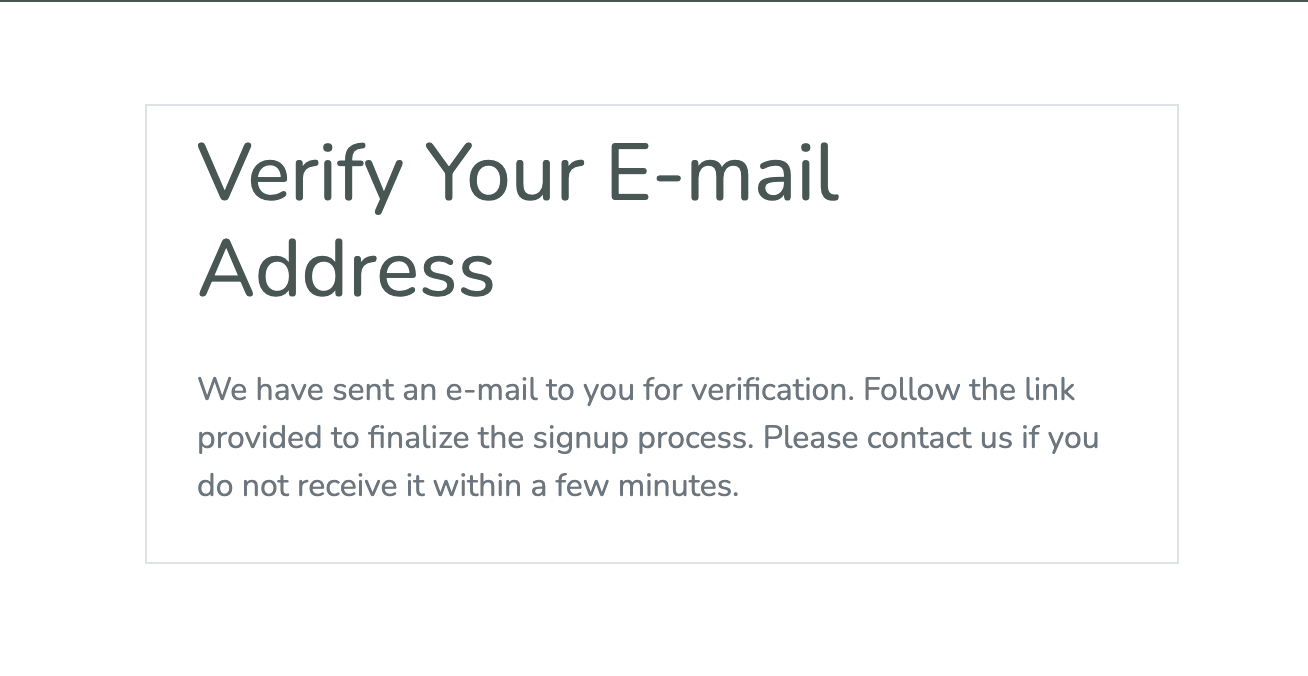 Verify Your E-mail
Address
We have sent an e-mail to you for verification. Follow the link
provided to finalize the signup process. Please contact us if you
do not receive it within a few minutes.